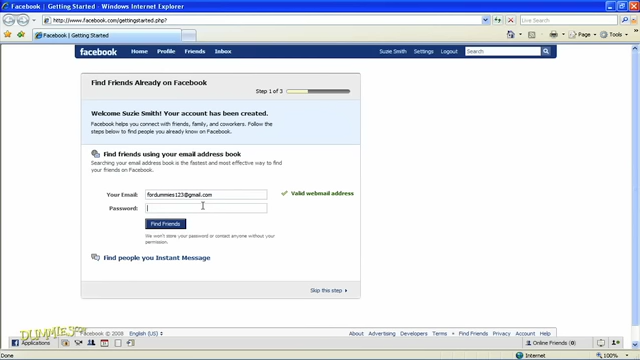 Facebook | Getting Started - Windows Internet Explorer
http://www.facebook.com/gettingstarted.php?
Live Search
Facebook | Getting Started
Page
Tools
facebook
Home Profile Friends Inbox
Suzie Smith Settings Logout
Search
Find Friends Already on Facebook
Step 1 of 3
Welcome Suzie Smith! Your account has been created.
Facebook helps you connect with friends, family, and coworkers. Follow the
steps below to find people you already know on Facebook.
Find friends using your email address book
Searching your email address book is the fastest and most effective way to find
your friends on Facebook.
Your Email: fordummies123@gmail.com
Valid webmail address
Password:
Find Friends
We won't store your password or contact anyone without your
permission.
Find people you Instant Message
Skip this step
DUMMIES.COM
Facebook © 2008 English (US)
About Advertising Developers Terms Find Friends Privacy Account Help
Applications
Online Friends (0)
Done
Internet
100%